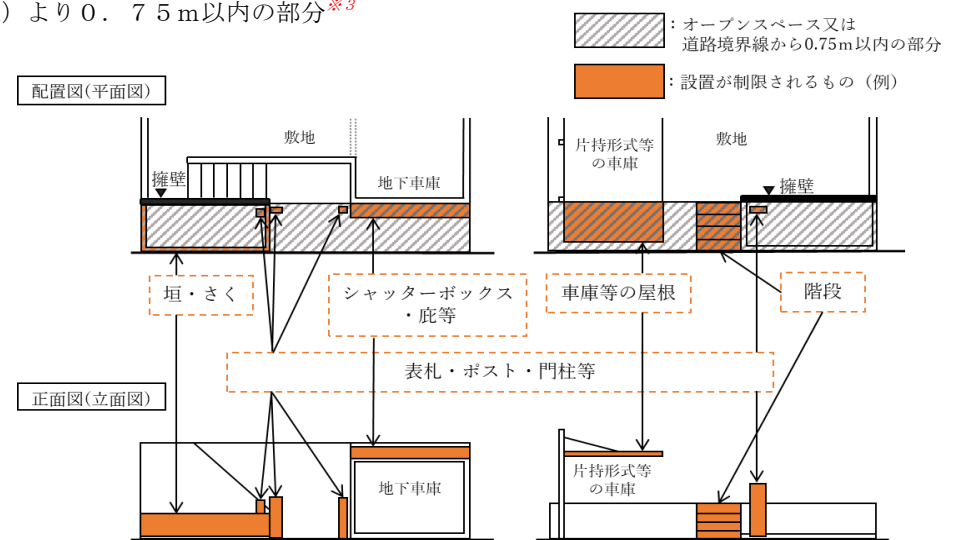 ）より０．７５ｍ以内の部分※3
：オープンスペース又は
道路境界線から0.75ｍ以内の部分
：設置が制限されるもの（例）
配置図(平面図)
敷地
擁壁
地下車庫
片持形式等
の車庫
敷地
擁壁
垣・さく
シャッターボックス
・庇等
車庫等の屋根
階段
表札・ポスト・門柱等
正面図(立面図)
地下車庫
片持形式等
の車庫